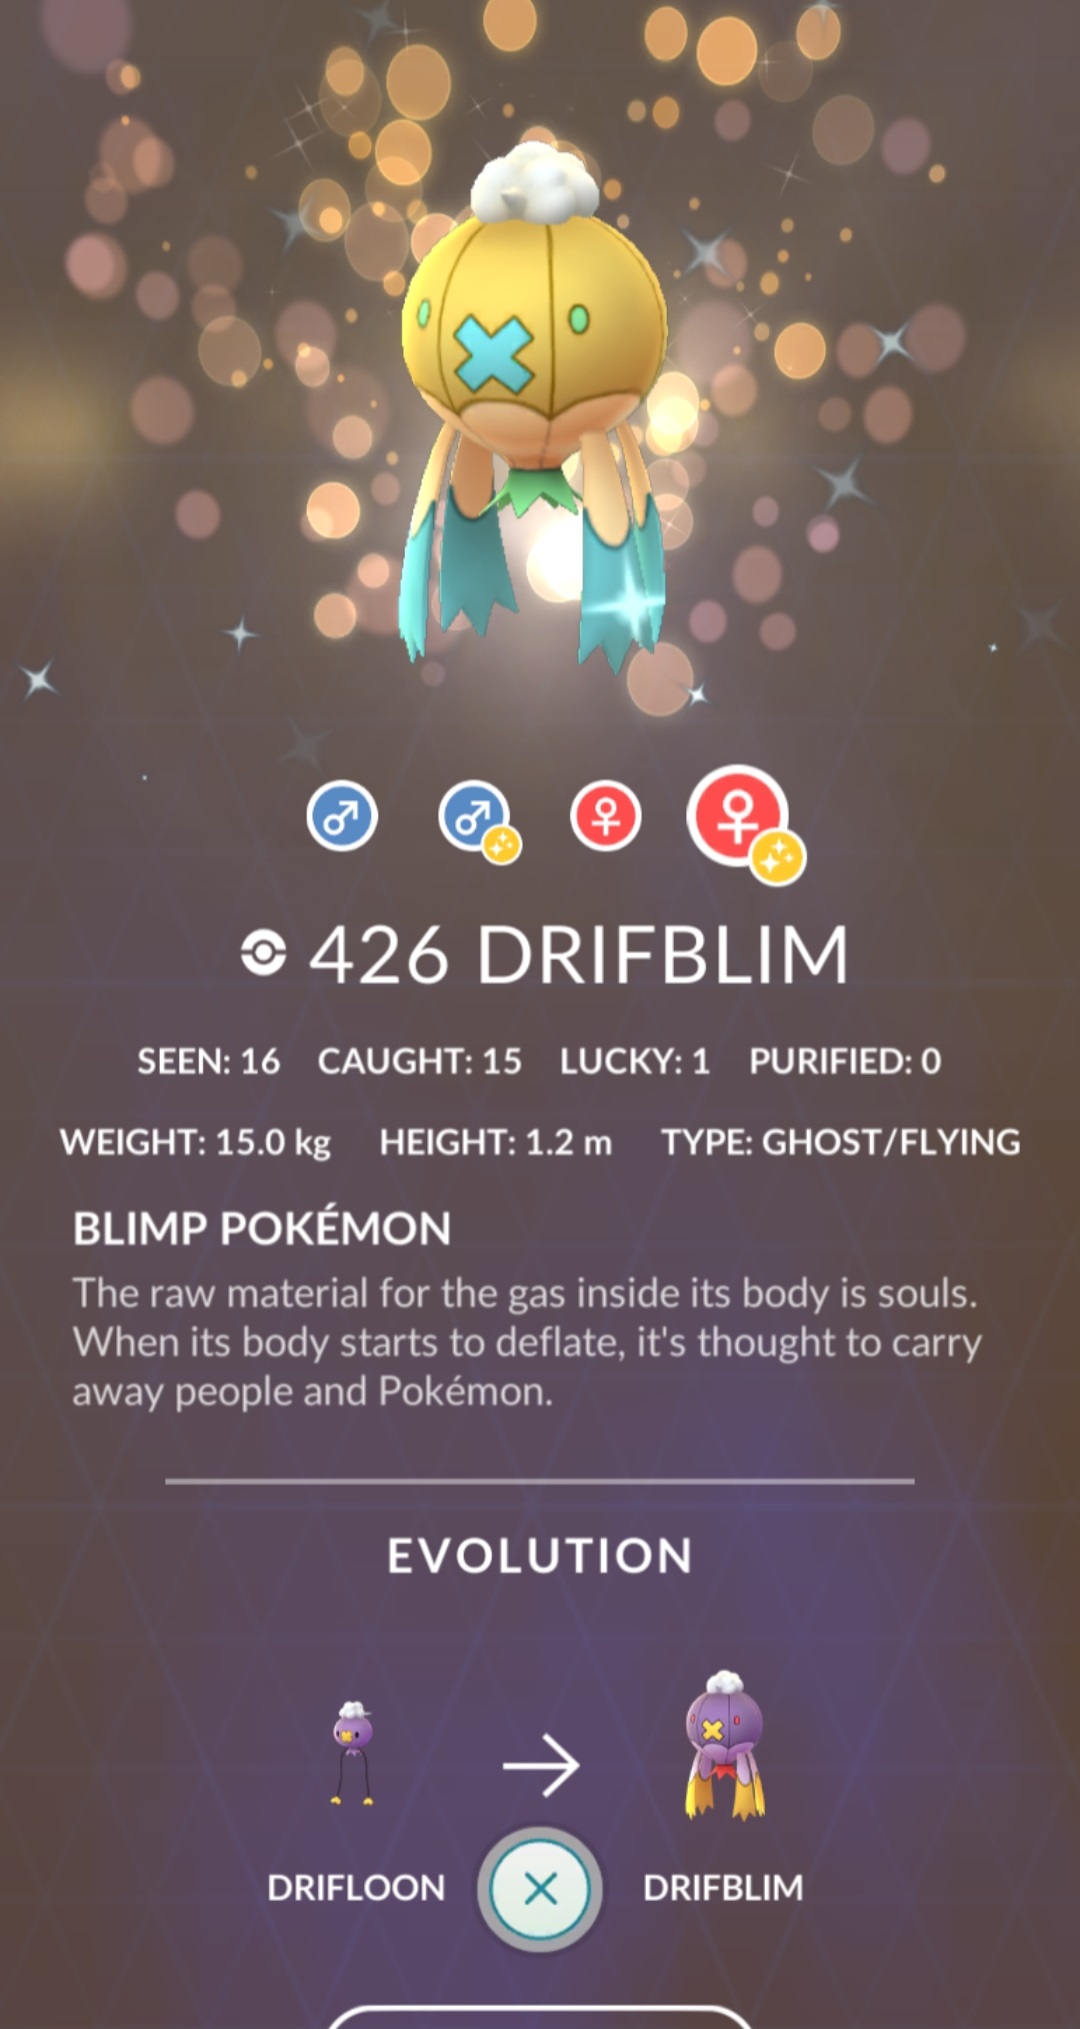 426 DRIFBLIM
SEEN: 16 CAUGHT: 15 LUCKY: 1 PURIFIED: 0
WEIGHT: 15.0 kg HEIGHT: 1.2 m TYPE: GHOST/FLYING
BLIMP POKÉMON
The raw material for the gas inside its body is souls.
When its body starts to deflate, it's thought to carry
away people and Pokémon.
EVOLUTION
DRIFLOON DRIFBLIM